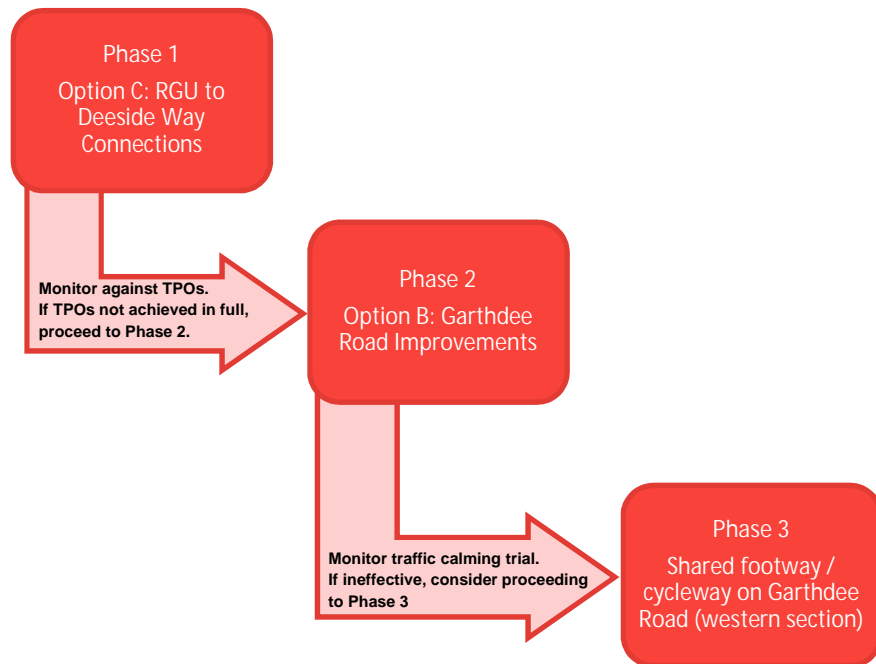 Phase 1
Option C: RGU to
Deeside Way
Connections
Monitor against TPOs.
If TPOs not achieved in full,
proceed to Phase 2.
Phase 2
Option B: Garthdee
Road Improvements
Monitor traffic calming trial.
If ineffective, consider proceeding
to Phase 3
Phase 3
Shared footway /
cycleway on Garthdee
Road (western section)